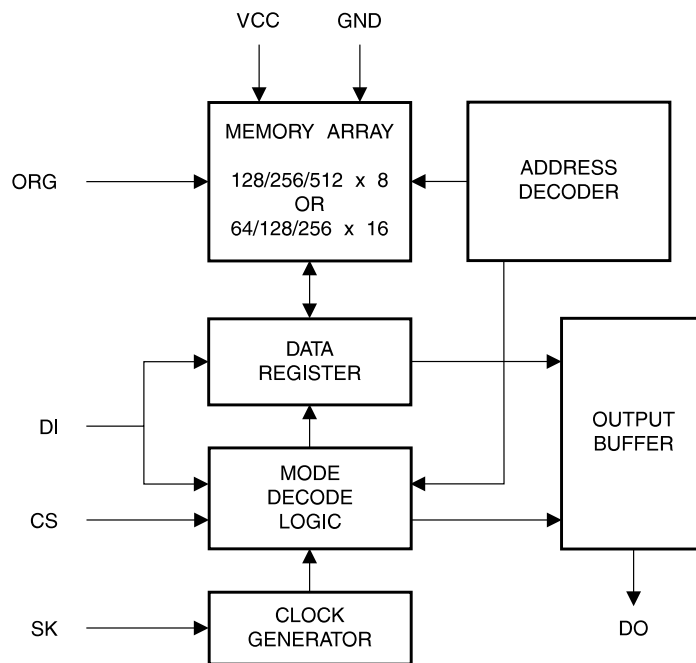 VCC
GND
MEMORY ARRAY
128/256/512 x 8
OR
64/128/256 x 16
ADDRESS
DECODER
ORG
DATA
REGISTER
OUTPUT
BUFFER
DI
MODE
DECODE
LOGIC
CS
CLOCK
GENERATOR
SK
DO